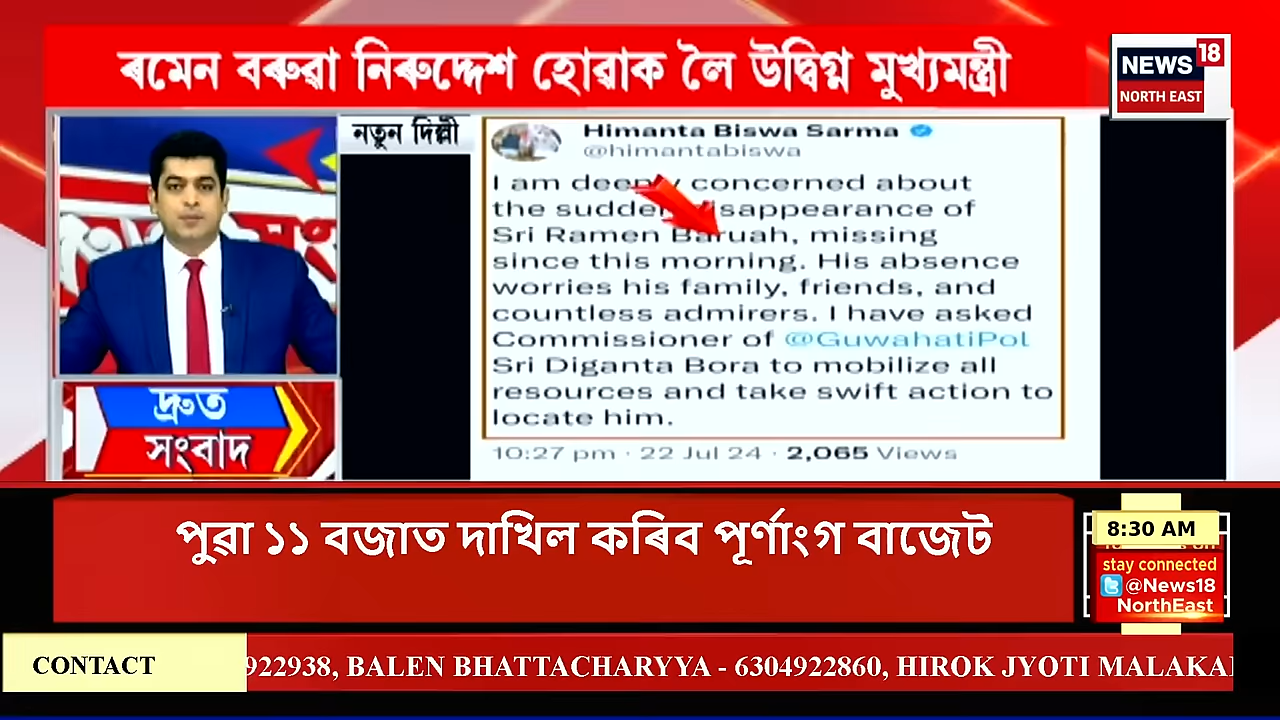 ৰমেন বৰুৱা নিৰুদ্দেশ হোৱাক লৈ উদ্বিগ্ন মুখ্যমন্ত্ৰী
NEWS 18
NORTH EAST
নতুন দিল্লী
Himanta Biswa Sarma
@himantabiswa
I am deeply concerned about
the sudden disappearance of
Sri Ramen Baruah, missing
since this morning. His absence
worries his family, friends, and
countless admirers. I have asked
Commissioner of @GuwahatiPol
Sri Diganta Bora to mobilize all
resources and take swift action to
locate him.
10:27 pm · 22 Jul 24 · 2,065 Views
দ্ৰুত
সংবাদ
পুৱা ১১ বজাত দাখিল কৰিব পূৰ্ণাংগ বাজেট
8:30 AM
stay connected
@News18
NorthEast
CONTACT
922938, BALEN BHATTACHARYYA - 6304922860, HIROK JYOTI MALAKA